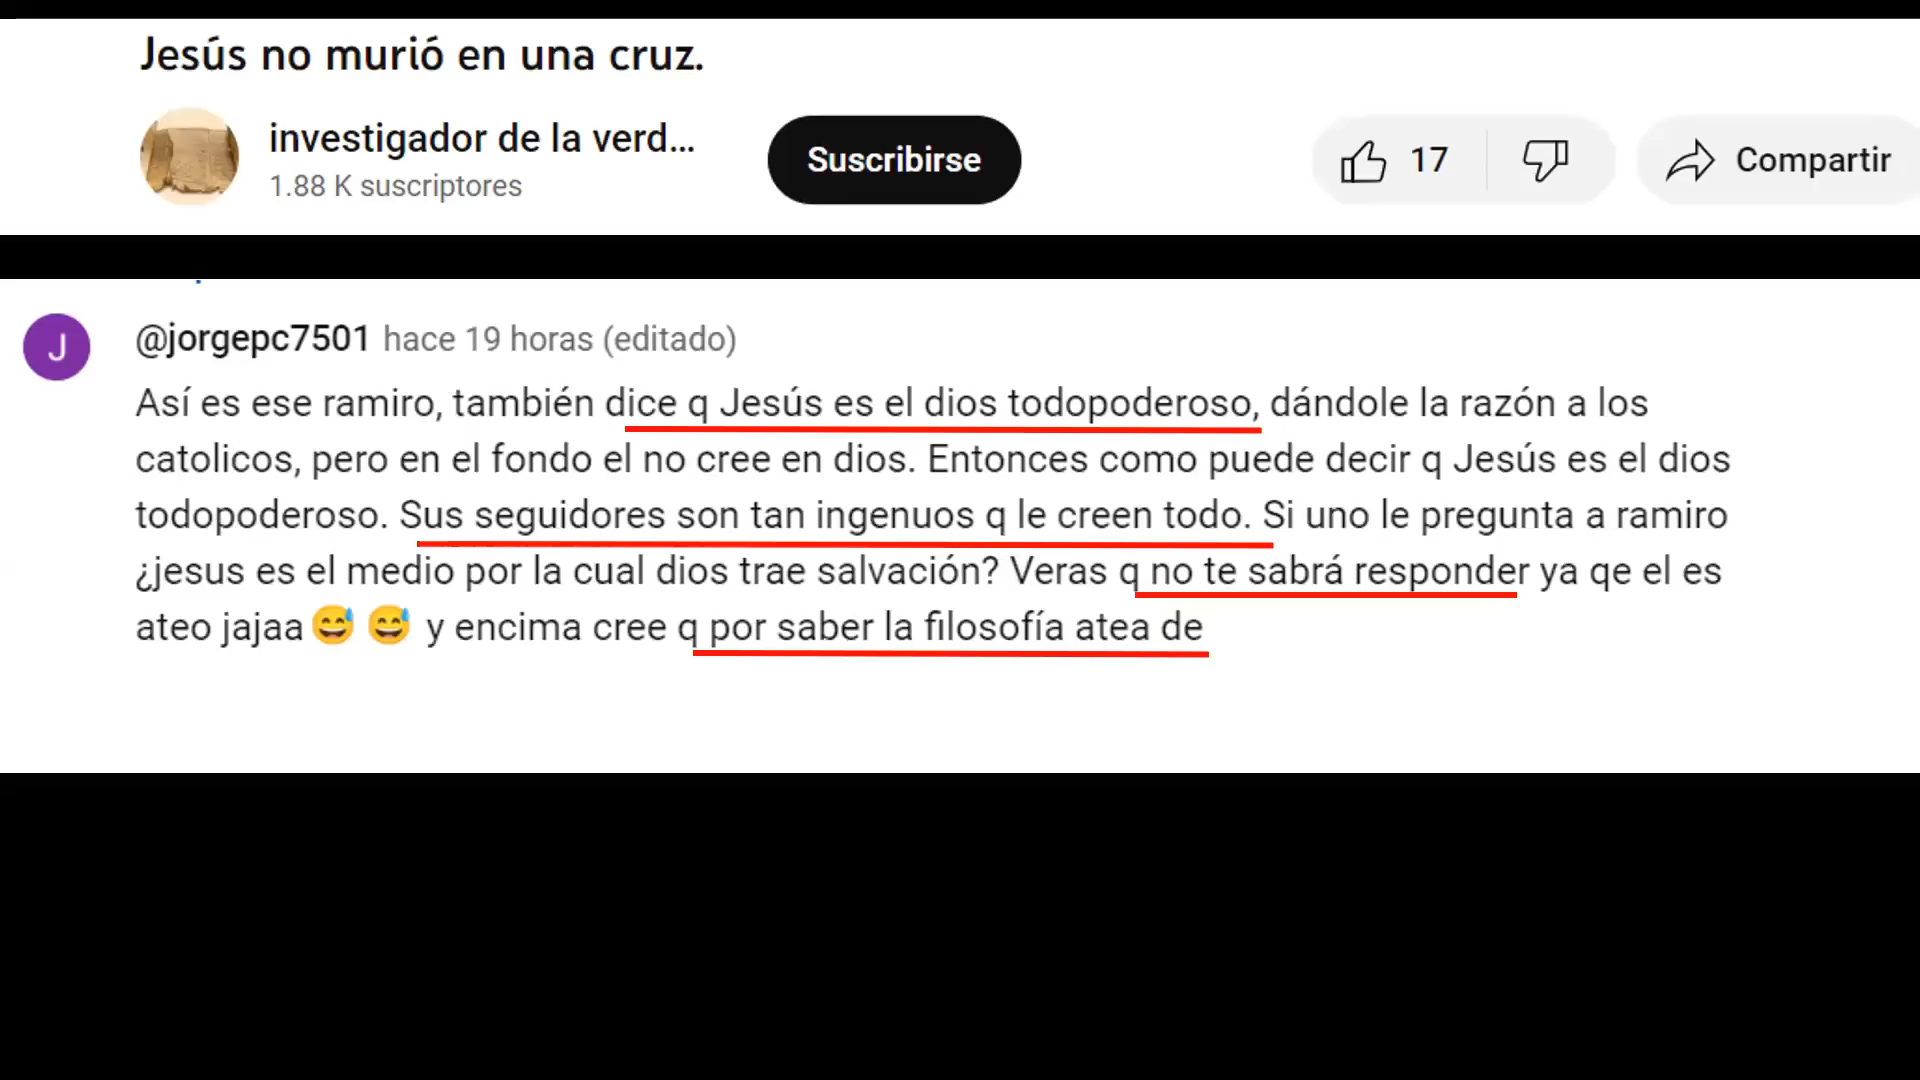 Jesús no murió en una cruz.
investigador de la verd...
1.88 K suscriptores
Suscribirse
17
Compartir
J
@jorgepc7501 hace 19 horas (editado)
Así es ese ramiro, también dice q Jesús es el dios todopoderoso, dándole la razón a los
catolicos, pero en el fondo el no cree en dios. Entonces como puede decir q Jesús es el dios
todopoderoso. Sus seguidores son tan ingenuos q le creen todo. Si uno le pregunta a ramiro
¿jesus es el medio por la cual dios trae salvación? Veras q no te sabrá responder ya qe el es
ateo jajaa😅 😅 y encima cree q por saber la filosofía atea de